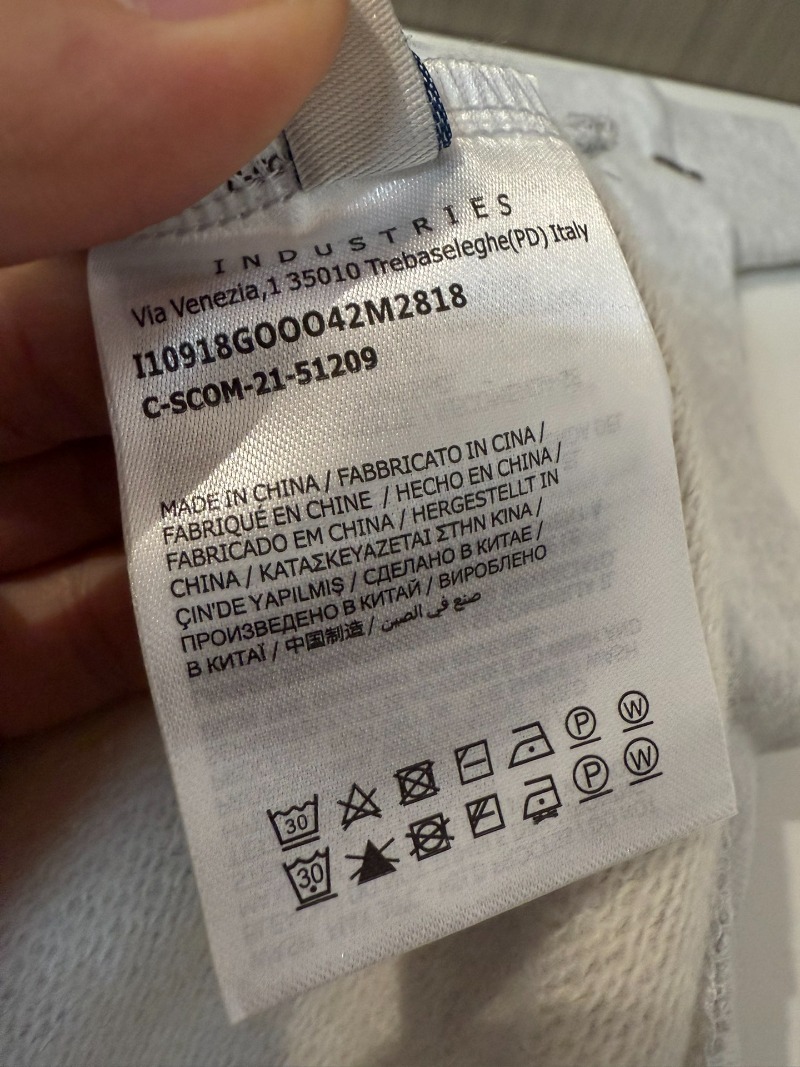 INDUSTRIES
Via Venezia,1 35010 Trebaseleghe(PD) Italy
I10918GOOO42M2818
C-SCOM-21-51209
MADE IN CHINA / FABBRICATO IN CINA /
FABRIQUÉ EN CHINE / HECHO EN CHINA /
FABRICADO EM CHINA / HERGESTELLT IN
CHINA / ΚΑΤΑΣΚΕΥΑΖΕΤΑΙ ΣΤΗΝ ΚΙΝΑ /
ÇIN'DE YAPILMIŞ / СДЕЛАНО В КИТАЕ /
ПРОИЗВЕДЕНО В КИТАЙ / ВИРОБЛЕНО
В КИТАЇ / 中国制造 / صنع في الصين
30 P W
30 P W